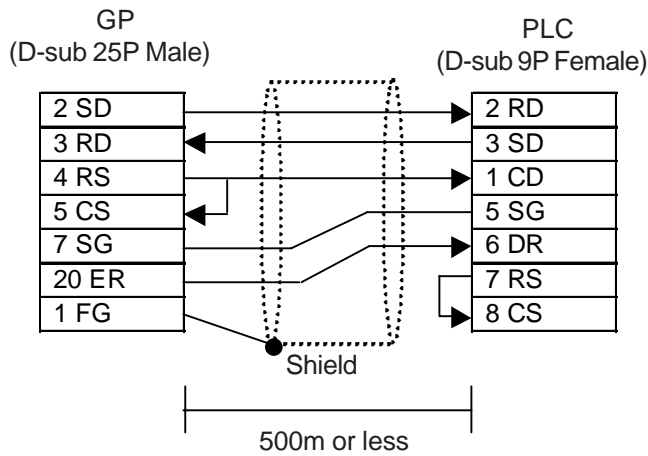 GP
(D-sub 25P Male)
PLC
(D-sub 9P Female)
2 SD
2 RD
3 RD
3 SD
4 RS
1 CD
5 CS
5 SG
7 SG
6 DR
20 ER
7 RS
1 FG
8 CS
Shield
500m or less